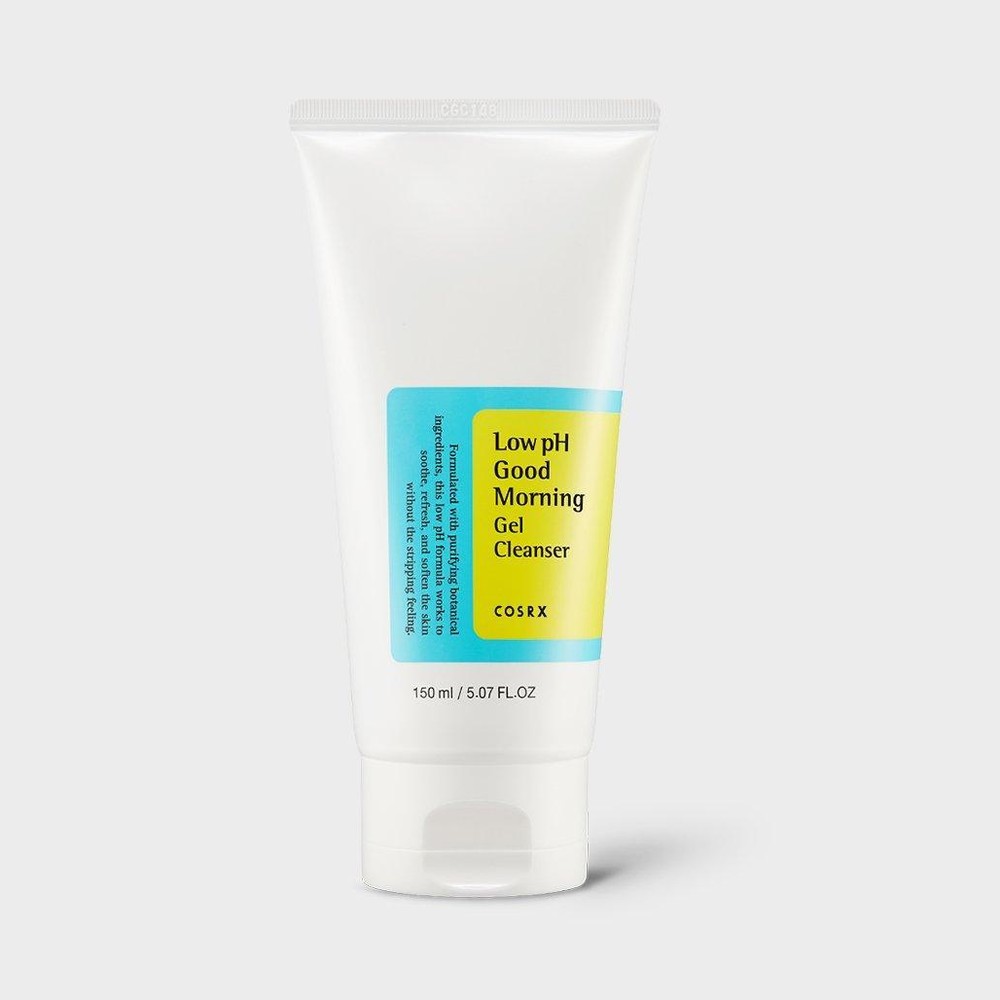 CGC148
Low pH
Good
Morning
Gel
Cleanser
COSRX
Formulated with purifying botanical
ingredients, this low pH formula works to
soothe, refresh, and soften the skin
without the stripping feeling.
150 ml / 5.07 FL.OZ